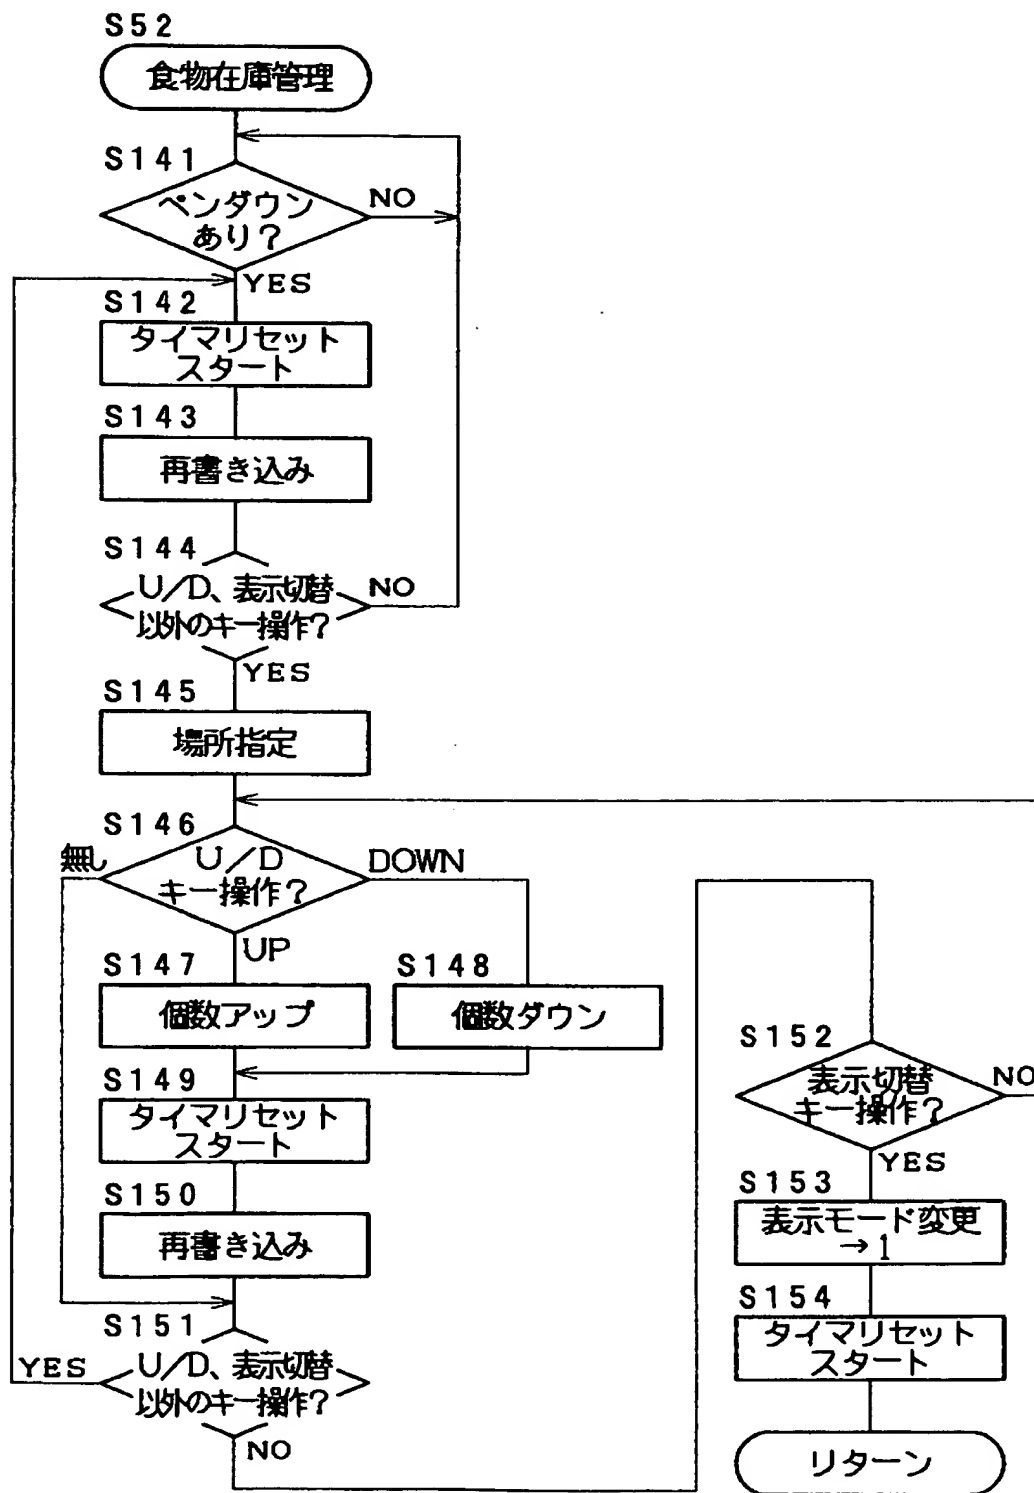 S52
食物在庫管理
S141
ペンダウン
あり？
NO
YES
S142
タイマリセット
スタート
S143
再書き込み
S144
U/D、表示切替
以外のキー操作？
NO
YES
S145
場所指定
S146
無し
U/D
キー操作？
DOWN
UP
S147
個数アップ
S148
個数ダウン
S149
タイマリセット
スタート
S150
再書き込み
S151
YES
U/D、表示切替
以外のキー操作？
NO
S152
表示切替
キー操作？
NO
YES
S153
表示モード変更
→1
S154
タイマリセット
スタート
リターン